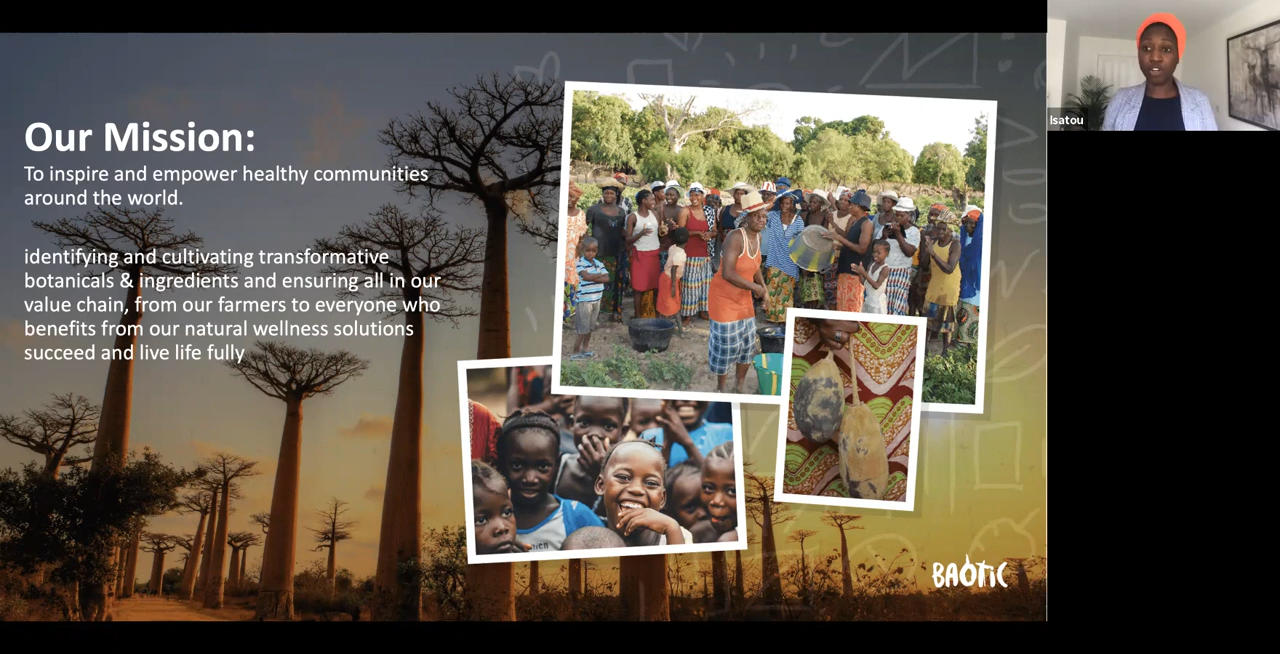 Our Mission:
To inspire and empower healthy communities
around the world.
identifying and cultivating transformative
botanicals & ingredients and ensuring all in our
value chain, from our farmers to everyone who
benefits from our natural wellness solutions
succeed and live life fully
BAOTIC
Isatou